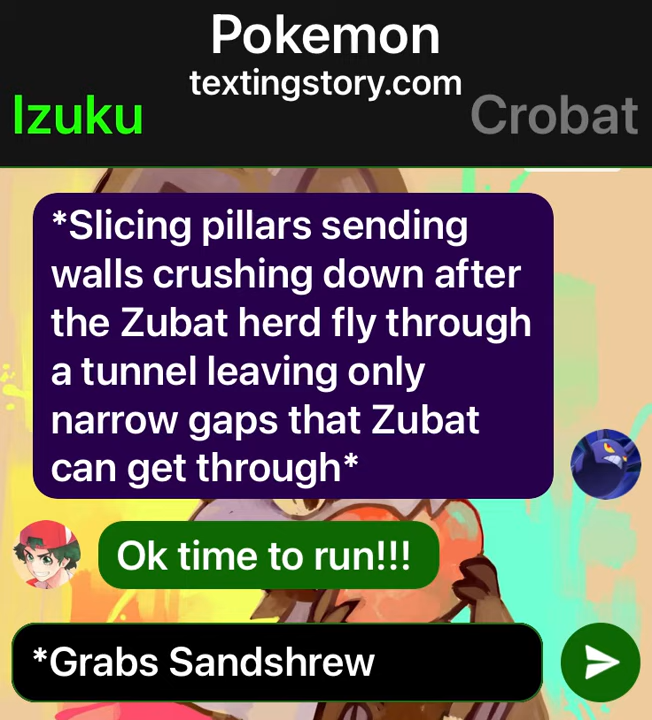 Pokemon
textingstory.com
Izuku
Crobat
*Slicing pillars sending
walls crushing down after
the Zubat herd fly through
a tunnel leaving only
narrow gaps that Zubat
can get through*
Ok time to run!!!
*Grabs Sandshrew